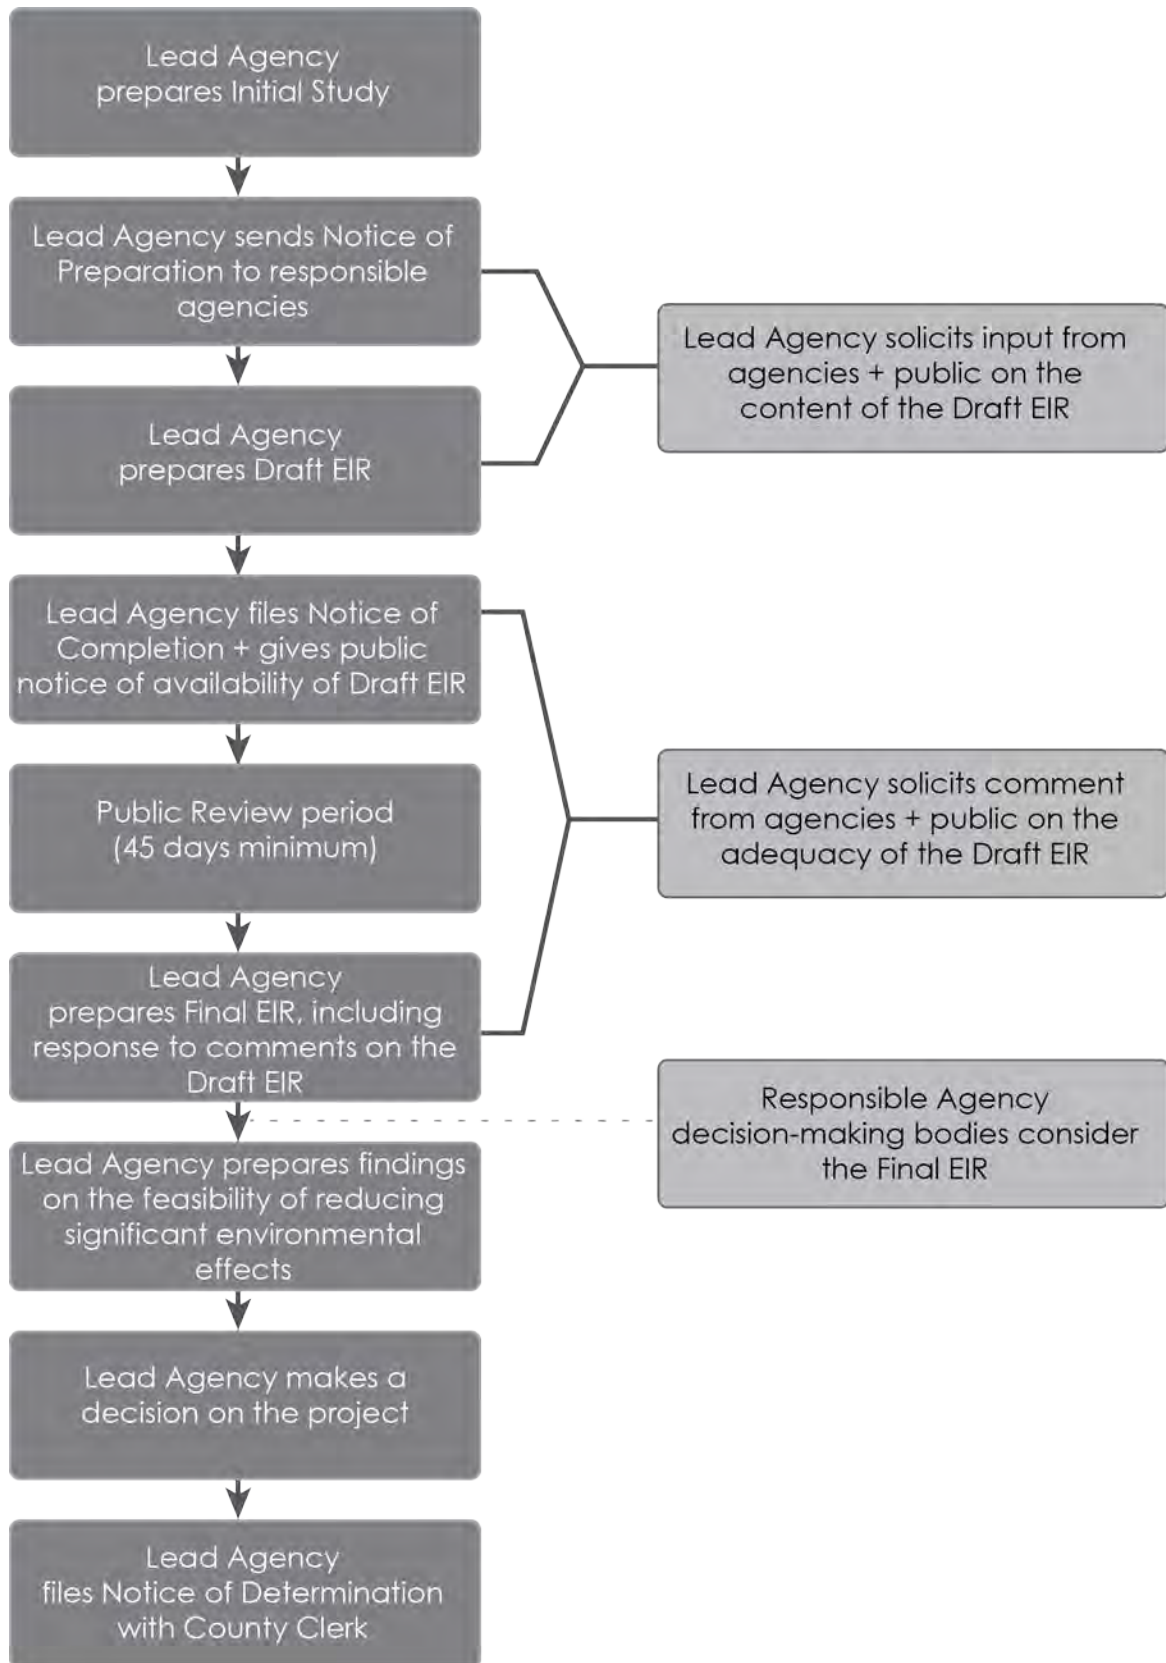 Lead Agency
prepares Initial Study
Lead Agency sends Notice of
Preparation to responsible
agencies
Lead Agency solicits input from
agencies + public on the
content of the Draft EIR
Lead Agency
prepares Draft EIR
Lead Agency files Notice of
Completion + gives public
notice of availability of Draft EIR
Public Review period
(45 days minimum)
Lead Agency solicits comment
from agencies + public on the
adequacy of the Draft EIR
Lead Agency
prepares Final EIR, including
response to comments on the
Draft EIR
Responsible Agency
decision-making bodies consider
the Final EIR
Lead Agency prepares findings
on the feasibility of reducing
significant environmental
effects
Lead Agency makes a
decision on the project
Lead Agency
files Notice of Determination
with County Clerk